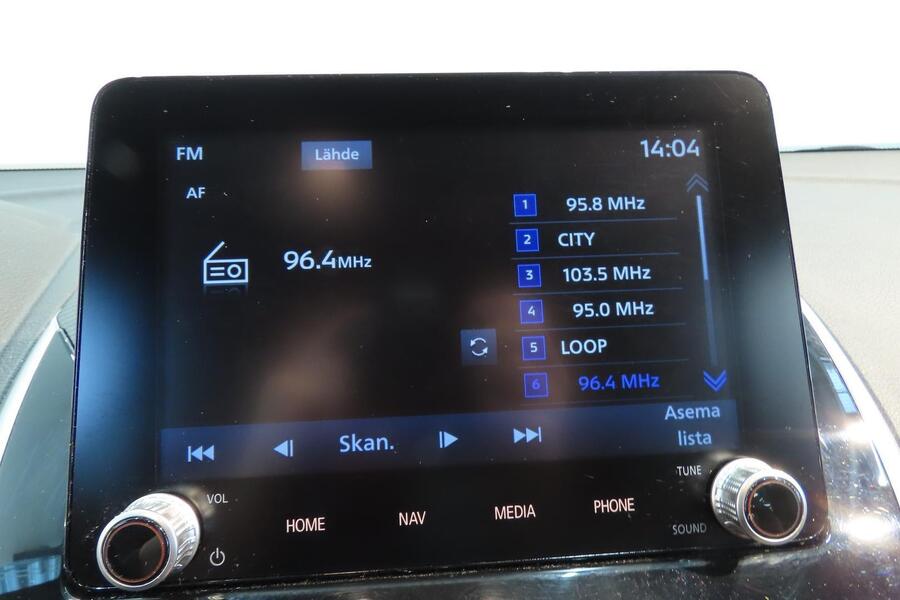 FM
Lähde
14:04
AF
96.4MHz
1 95.8 MHz
2 CITY
3 103.5 MHz
4 95.0 MHz
5 LOOP
6 96.4 MHz
Skan.
Asema
lista
VOL
TUNE
HOME
NAV
MEDIA
PHONE
SOUND